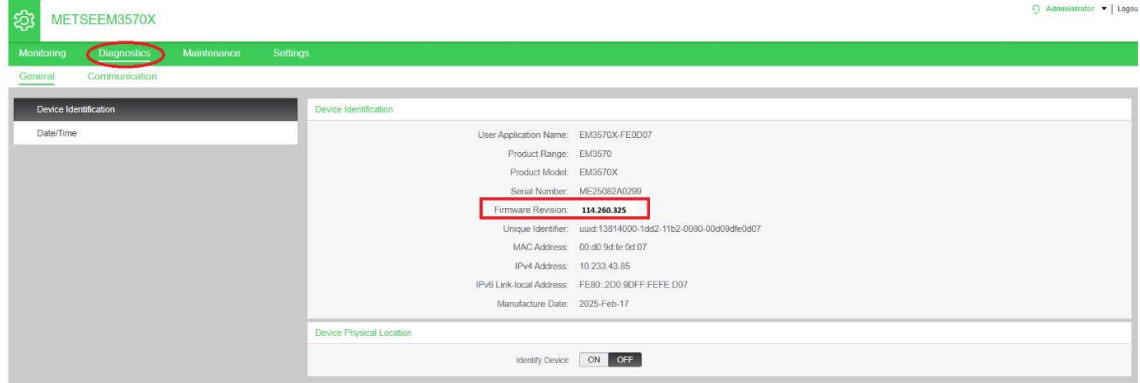 Administrator ▼ | Logou
METSEEM3570X
Monitoring Diagnostics Maintenance Settings
General Communication
Device Identification
Date/Time
Device Identification
User Application Name: EM3570X-FE0D07
Product Range: EM3570
Product Model: EM3570X
Serial Number: ME25082A0299
Firmware Revision: 114.260.325
Unique Identifier: uuid:13814000-1dd2-11b2-0080-00d09dfe0d07
MAC Address: 00:d0:9d:fe:0d:07
IPv4 Address: 10.233.43.85
IPv6 Link-local Address: FE80::2D0:9DFF:FEFE:D07
Manufacture Date: 2025-Feb-17
Device Physical Location
Identify Device ON OFF